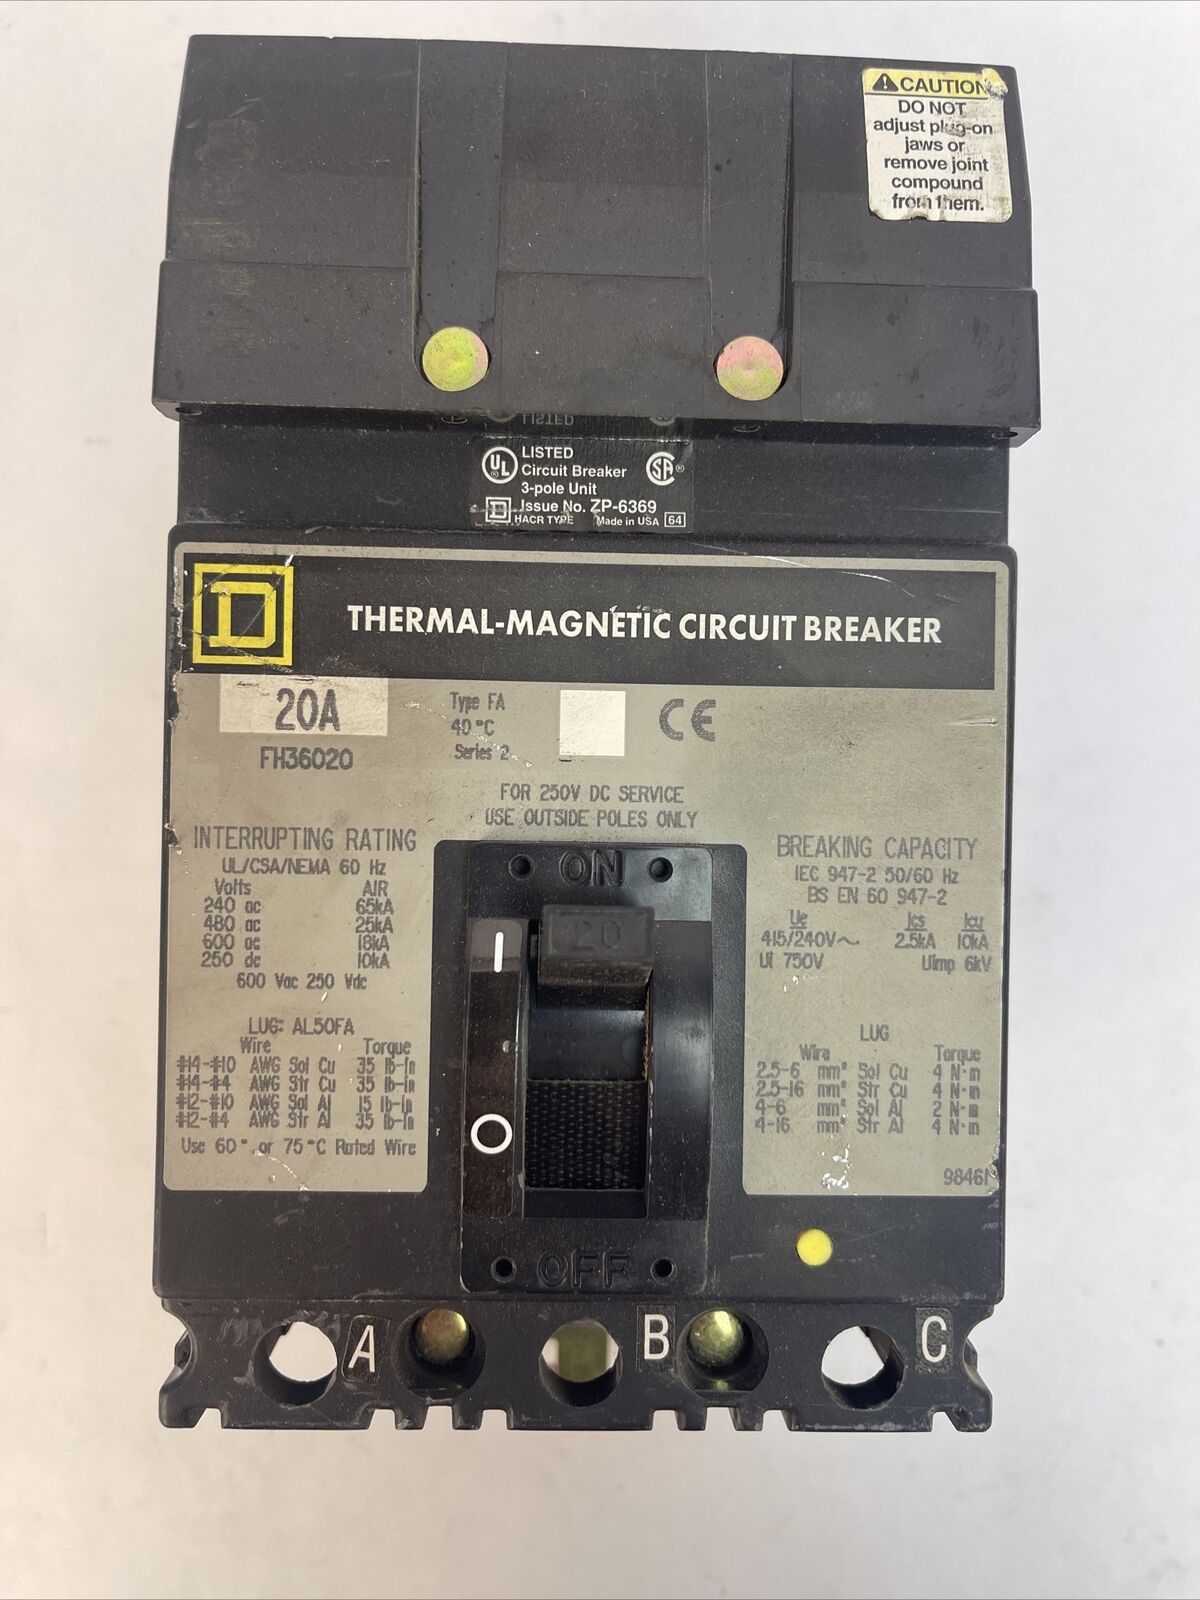 CAUTION
DO NOT
adjust plug-on
jaws or
remove joint
compound
from them.
LISTED
UL LISTED SA ®
Circuit Breaker
3-pole Unit
D Issue No. ZP-6369
HACR TYPE Made in USA 64
D THERMAL-MAGNETIC CIRCUIT BREAKER
20A
FH36020
Type FA
40°C
Series 2
CE
FOR 250V DC SERVICE
USE OUTSIDE POLES ONLY
INTERRUPTING RATING
UL/CSA/NEMA 60 Hz
Volts AIR
240 ac 65kA
480 ac 25kA
600 ac 18kA
250 dc 10kA
600 Vac 250 Vdc
LUG: AL50FA
Wire Torque
#14-#10 AWG Sol Cu 35 lb-in
#14-#4 AWG Str Cu 35 lb-in
#12-#10 AWG Sol Al 15 lb-in
#12-#4 AWG Str Al 35 lb-in
Use 60° or 75°C Rated Wire
ON
20
I
O
OFF
BREAKING CAPACITY
IEC 947-2 50/60 Hz
BS EN 60 947-2
Ue Ics Icu
415/240V~ 2.5kA 10kA
Ui 750V Uimp 6kV
LUG
Wire Torque
2.5-6 mm² Sol Cu 4 N·m
2.5-16 mm² Str Cu 4 N·m
4-6 mm² Sol Al 2 N·m
4-16 mm² Str Al 4 N·m
A B C